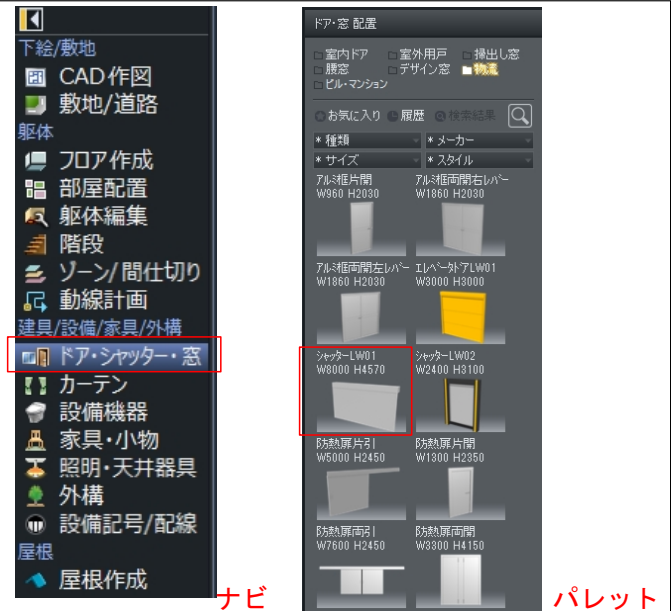 下絵/敷地
CAD作図
敷地/道路
躯体
フロア作成
部屋配置
躯体編集
階段
ゾーン/間仕切り
動線計画
建具/設備/家具/外構
ドア・シャッター・窓
カーテン
設備機器
家具・小物
照明・天井器具
外構
設備記号/配線
屋根
屋根作成
ナビ
ドア・窓 配置
室内ドア 室外用戸 掃出し窓
腰窓 デザイン窓 物流
ビル・マンション
お気に入り 履歴 検索結果
* 種類 * メーカー
* サイズ * スタイル
アルミ框片開 アルミ框両開右レバー
W960 H2030 W1860 H2030
アルミ框両開左レバー エレベータドアLW01
W1860 H2030 W3000 H3000
シャッターLW01 シャッターLW02
W8000 H4570 W2400 H3100
防熱扉片引 防熱扉片開
W5000 H2450 W1300 H2350
防熱扉両引 防熱扉両開
W7600 H2450 W3300 H4150
パレット